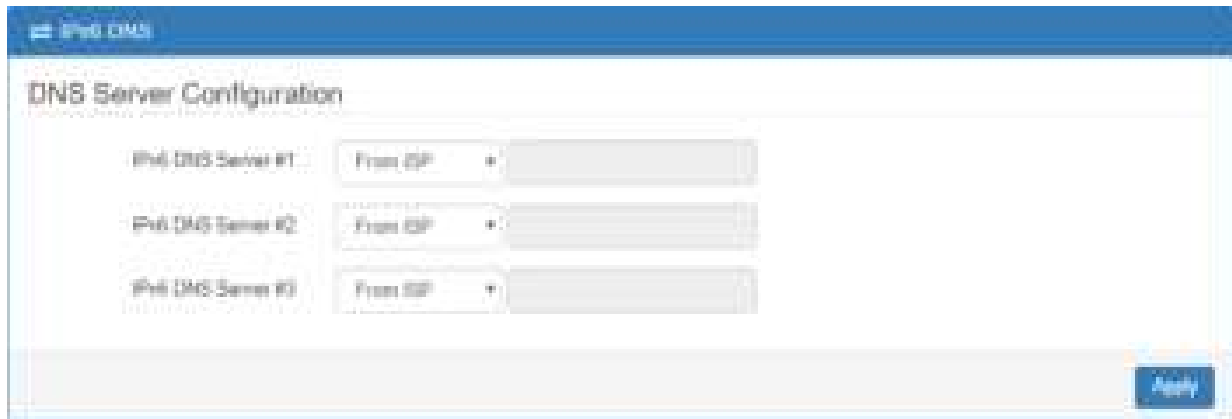 IPv6 DNS
DNS Server Configuration
IPv6 DNS Server #1 From ISP
IPv6 DNS Server #2 From ISP
IPv6 DNS Server #3 From ISP
Apply